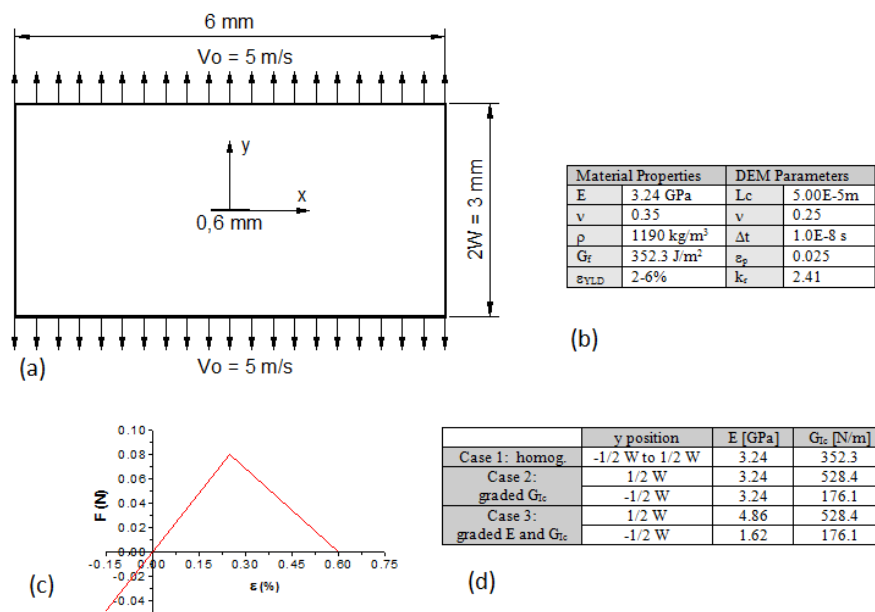 6 mm
Vo = 5 m/s
y
x
0,6 mm
2W = 3 mm
Vo = 5 m/s
(a)
Material Properties DEM Parameters
E 3.24 GPa Lc 5.00E-5m
ν 0.35 ν 0.25
ρ 1190 kg/m³ Δt 1.0E-8 s
Gf 352.3 J/m² εp 0.025
εYLD 2-6% kr 2.41
(b)
0.10
0.08
0.06
0.04
0.02
0.00
-0.02
-0.04
F (N)
-0.15 0.00 0.15 0.30 0.45 0.60 0.75
ε (%)
(c)
y position E [GPa] GIc [N/m]
Case 1: homog. -1/2 W to 1/2 W 3.24 352.3
Case 2: 1/2 W 3.24 528.4
graded GIc -1/2 W 3.24 176.1
Case 3: 1/2 W 4.86 528.4
graded E and GIc -1/2 W 1.62 176.1
(d)